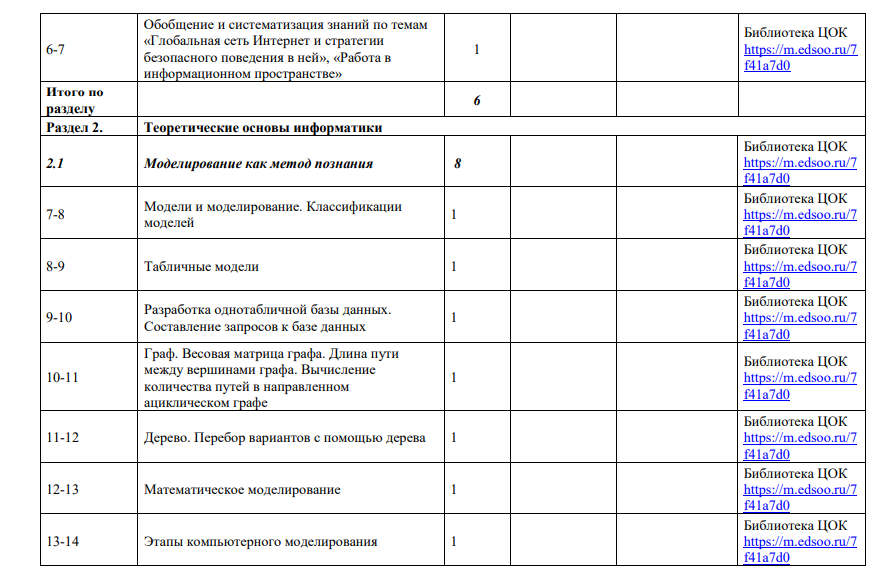 6-7
Обобщение и систематизация знаний по темам
«Глобальная сеть Интернет и стратегии
безопасного поведения в ней», «Работа в
информационном пространстве»
1
Библиотека ЦОК
https://m.edsoo.ru/7
f41a7d0
Итого по
разделу
6
Раздел 2.
Теоретические основы информатики
2.1
Моделирование как метод познания
8
Библиотека ЦОК
https://m.edsoo.ru/7
f41a7d0
7-8
Модели и моделирование. Классификации
моделей
1
Библиотека ЦОК
https://m.edsoo.ru/7
f41a7d0
8-9
Табличные модели
1
Библиотека ЦОК
https://m.edsoo.ru/7
f41a7d0
9-10
Разработка однотабличной базы данных.
Составление запросов к базе данных
1
Библиотека ЦОК
https://m.edsoo.ru/7
f41a7d0
10-11
Граф. Весовая матрица графа. Длина пути
между вершинами графа. Вычисление
количества путей в направленном
ациклическом графе
1
Библиотека ЦОК
https://m.edsoo.ru/7
f41a7d0
11-12
Дерево. Перебор вариантов с помощью дерева
1
Библиотека ЦОК
https://m.edsoo.ru/7
f41a7d0
12-13
Математическое моделирование
1
Библиотека ЦОК
https://m.edsoo.ru/7
f41a7d0
13-14
Этапы компьютерного моделирования
1
Библиотека ЦОК
https://m.edsoo.ru/7
f41a7d0